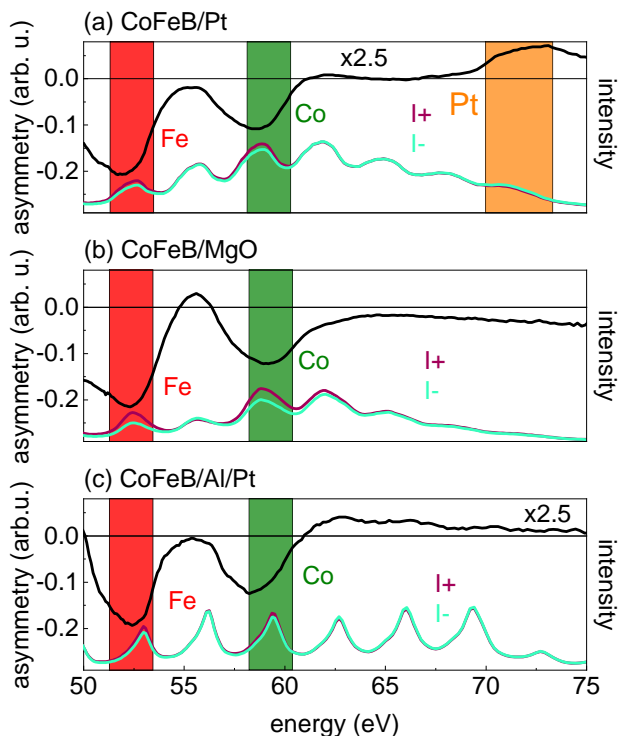 (a) CoFeB/Pt
asymmetry (arb. u.)
0.0
-0.1
-0.2
x2.5
Fe
Co
Pt
I+
I-
intensity
(b) CoFeB/MgO
asymmetry (arb. u.)
0.0
-0.1
-0.2
Fe
Co
I+
I-
intensity
(c) CoFeB/Al/Pt
asymmetry (arb.u.)
0.0
-0.1
-0.2
x2.5
Fe
Co
I+
I-
intensity
50 55 60 65 70 75
energy (eV)